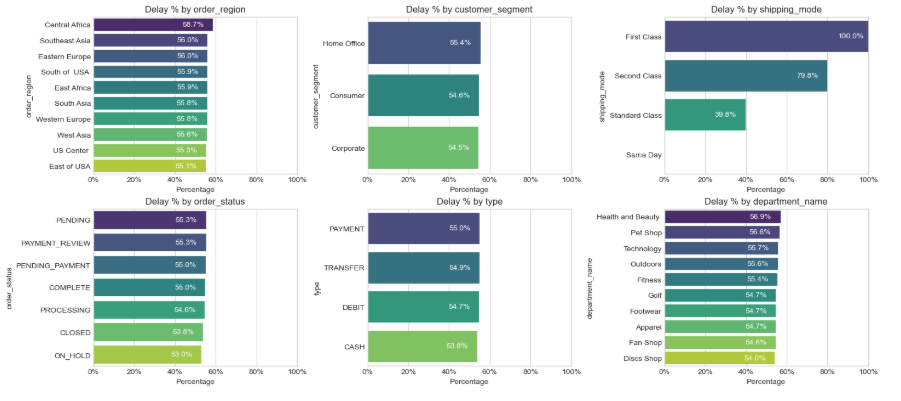 Delay % by order_region
order_region
Central Africa 58.7%
Southeast Asia 56.0%
Eastern Europe 56.0%
South of  USA 55.9%
East Africa 55.9%
South Asia 55.8%
Western Europe 55.8%
West Asia 55.6%
US Center 55.3%
East of USA 55.1%
0% 20% 40% 60% 80% 100%
Percentage
Delay % by customer_segment
customer_segment
Home Office 55.4%
Consumer 54.6%
Corporate 54.5%
0% 20% 40% 60% 80% 100%
Percentage
Delay % by shipping_mode
shipping_mode
First Class 100.0%
Second Class 79.8%
Standard Class 39.8%
Same Day
0% 20% 40% 60% 80% 100%
Percentage
Delay % by order_status
order_status
PENDING 55.3%
PAYMENT_REVIEW 55.3%
PENDING_PAYMENT 55.0%
COMPLETE 55.0%
PROCESSING 54.6%
CLOSED 53.8%
ON_HOLD 53.0%
0% 20% 40% 60% 80% 100%
Percentage
Delay % by type
type
PAYMENT 55.0%
TRANSFER 54.9%
DEBIT 54.7%
CASH 53.8%
0% 20% 40% 60% 80% 100%
Percentage
Delay % by department_name
department_name
Health and Beauty 56.9%
Pet Shop 56.6%
Technology 55.7%
Outdoors 55.6%
Fitness 55.4%
Golf 54.7%
Footwear 54.7%
Apparel 54.7%
Fan Shop 54.6%
Discs Shop 54.0%
0% 20% 40% 60% 80% 100%
Percentage